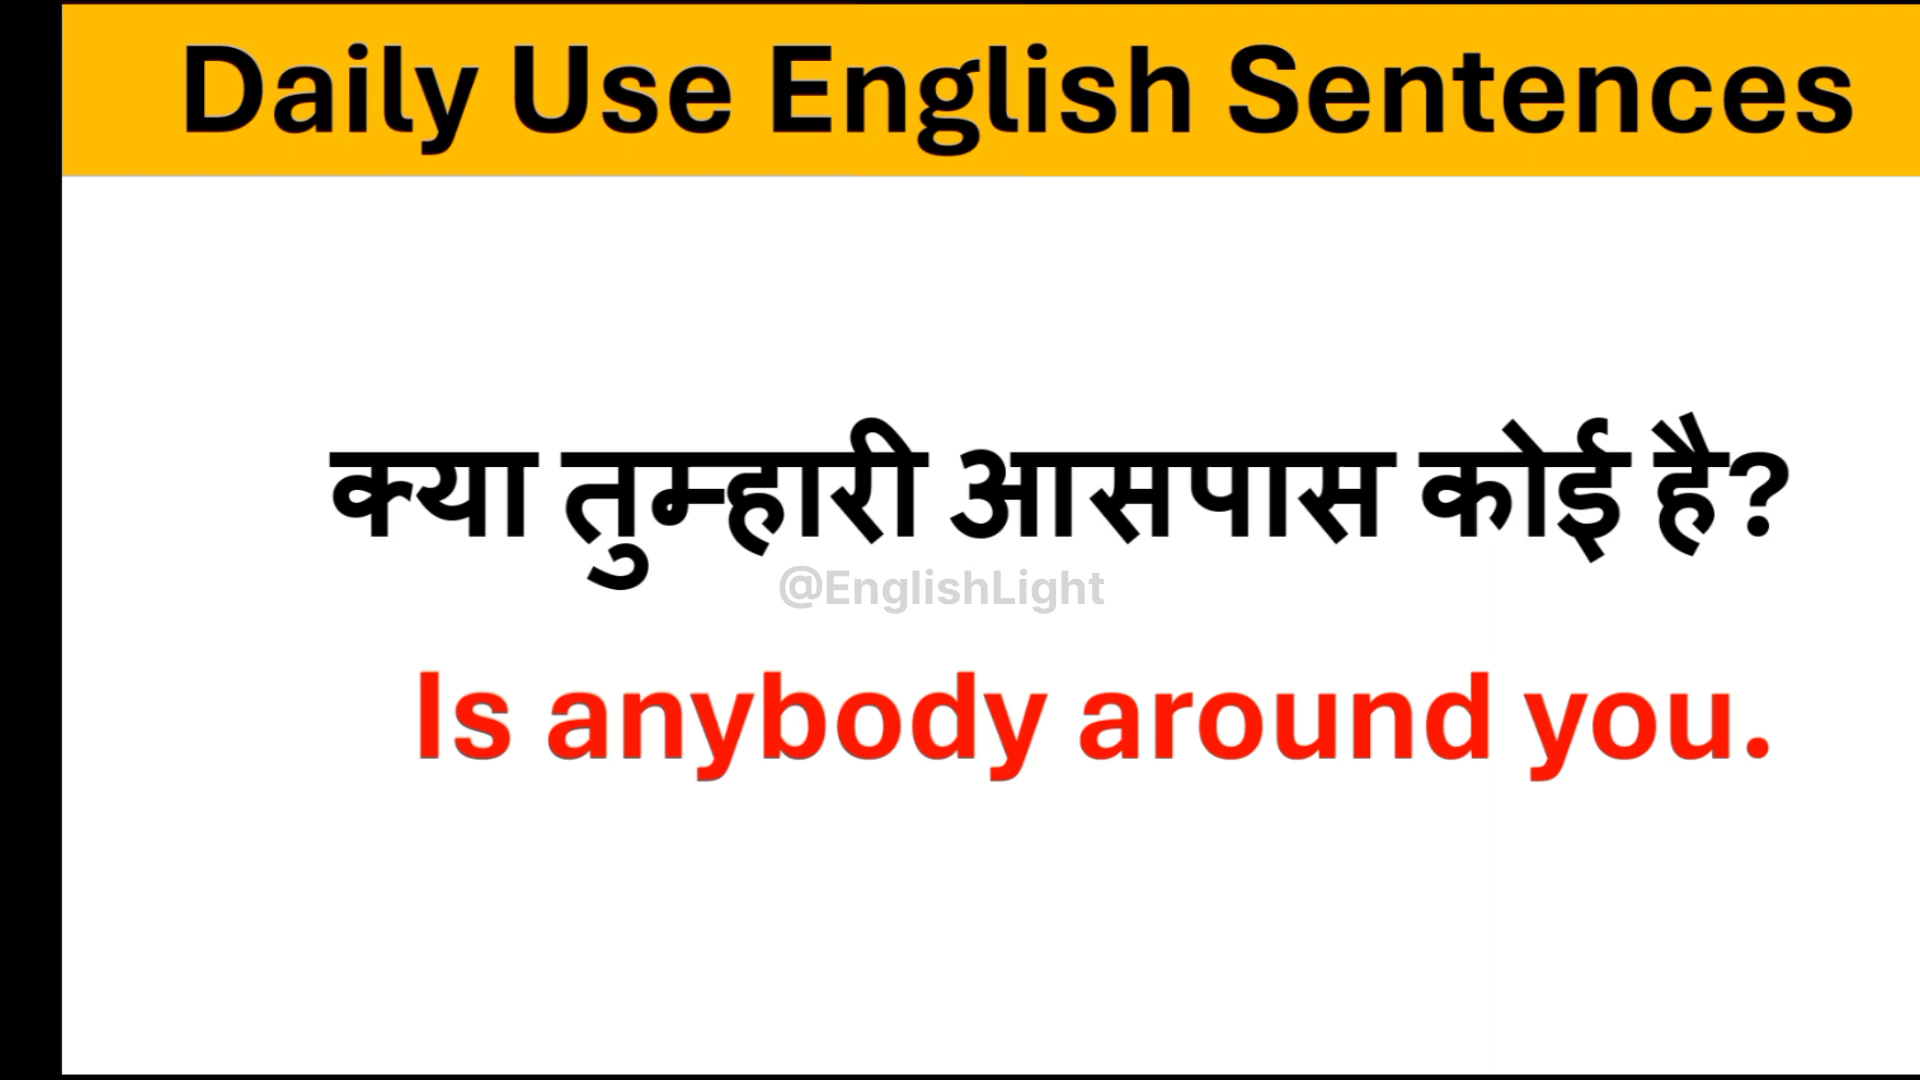 Daily Use English Sentences
क्या तुम्हारी आसपास कोई है?
@EnglishLight
Is anybody around you.